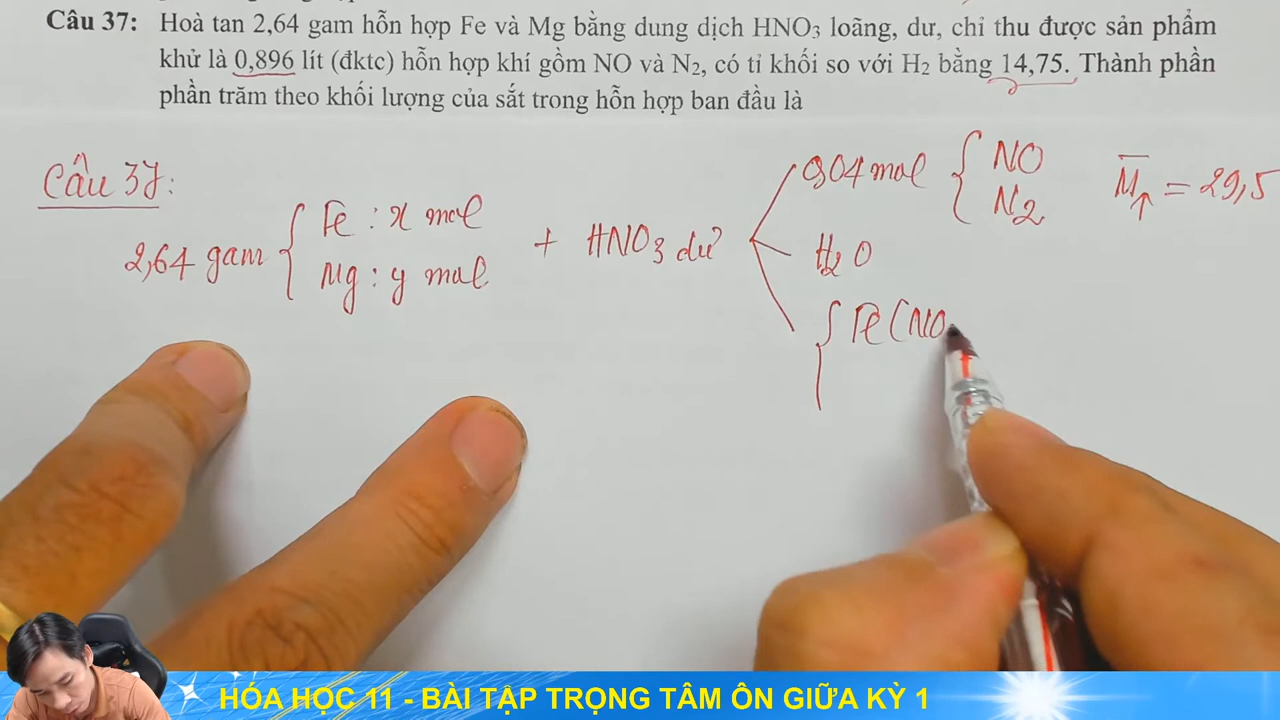 Câu 37: Hoà tan 2,64 gam hỗn hợp Fe và Mg bằng dung dịch HNO₃ loãng, dư, chỉ thu được sản phẩm
khử là 0,896 lít (đktc) hỗn hợp khí gồm NO và N₂, có tỉ khối so với H₂ bằng 14,75. Thành phần
phần trăm theo khối lượng của sắt trong hỗn hợp ban đầu là
Câu 37:
2,64 gam { Fe : x mol
Mg : y mol
+ HNO₃ dư
0,04 mol { NO
N₂
M̅↑ = 29,5
H₂O
{ Fe(NO
HÓA HỌC 11 - BÀI TẬP TRỌNG TÂM ÔN GIỮA KỲ 1